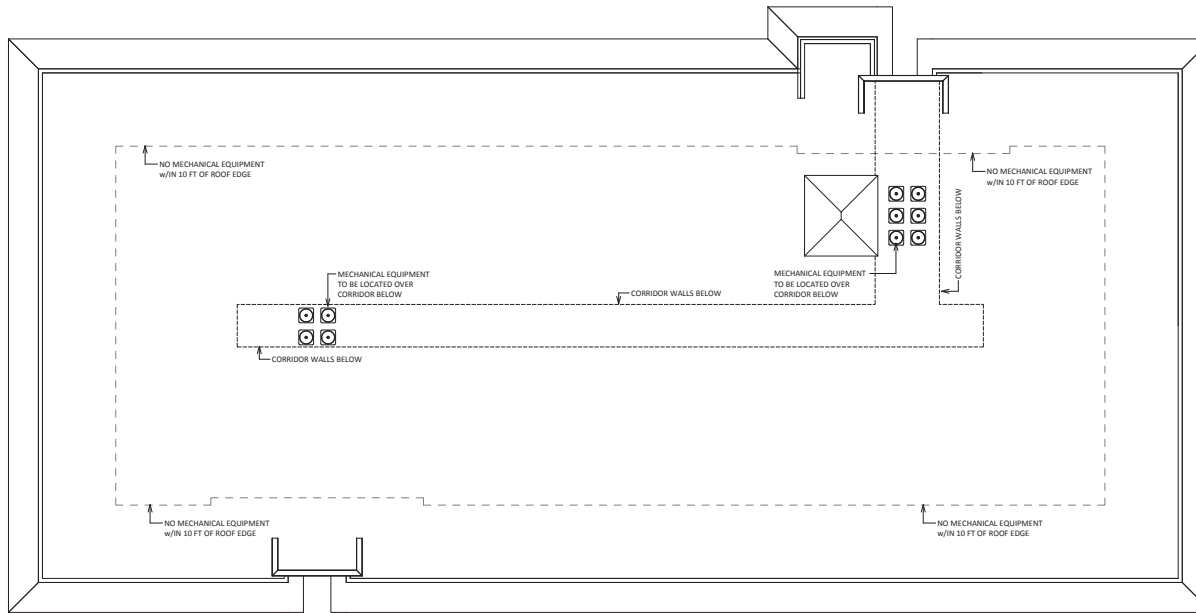 NO MECHANICAL EQUIPMENT
w/IN 10 FT OF ROOF EDGE
NO MECHANICAL EQUIPMENT
w/IN 10 FT OF ROOF EDGE
CORRIDOR WALLS BELOW
MECHANICAL EQUIPMENT
TO BE LOCATED OVER
CORRIDOR BELOW
MECHANICAL EQUIPMENT
TO BE LOCATED OVER
CORRIDOR BELOW
CORRIDOR WALLS BELOW
CORRIDOR WALLS BELOW
NO MECHANICAL EQUIPMENT
w/IN 10 FT OF ROOF EDGE
NO MECHANICAL EQUIPMENT
w/IN 10 FT OF ROOF EDGE